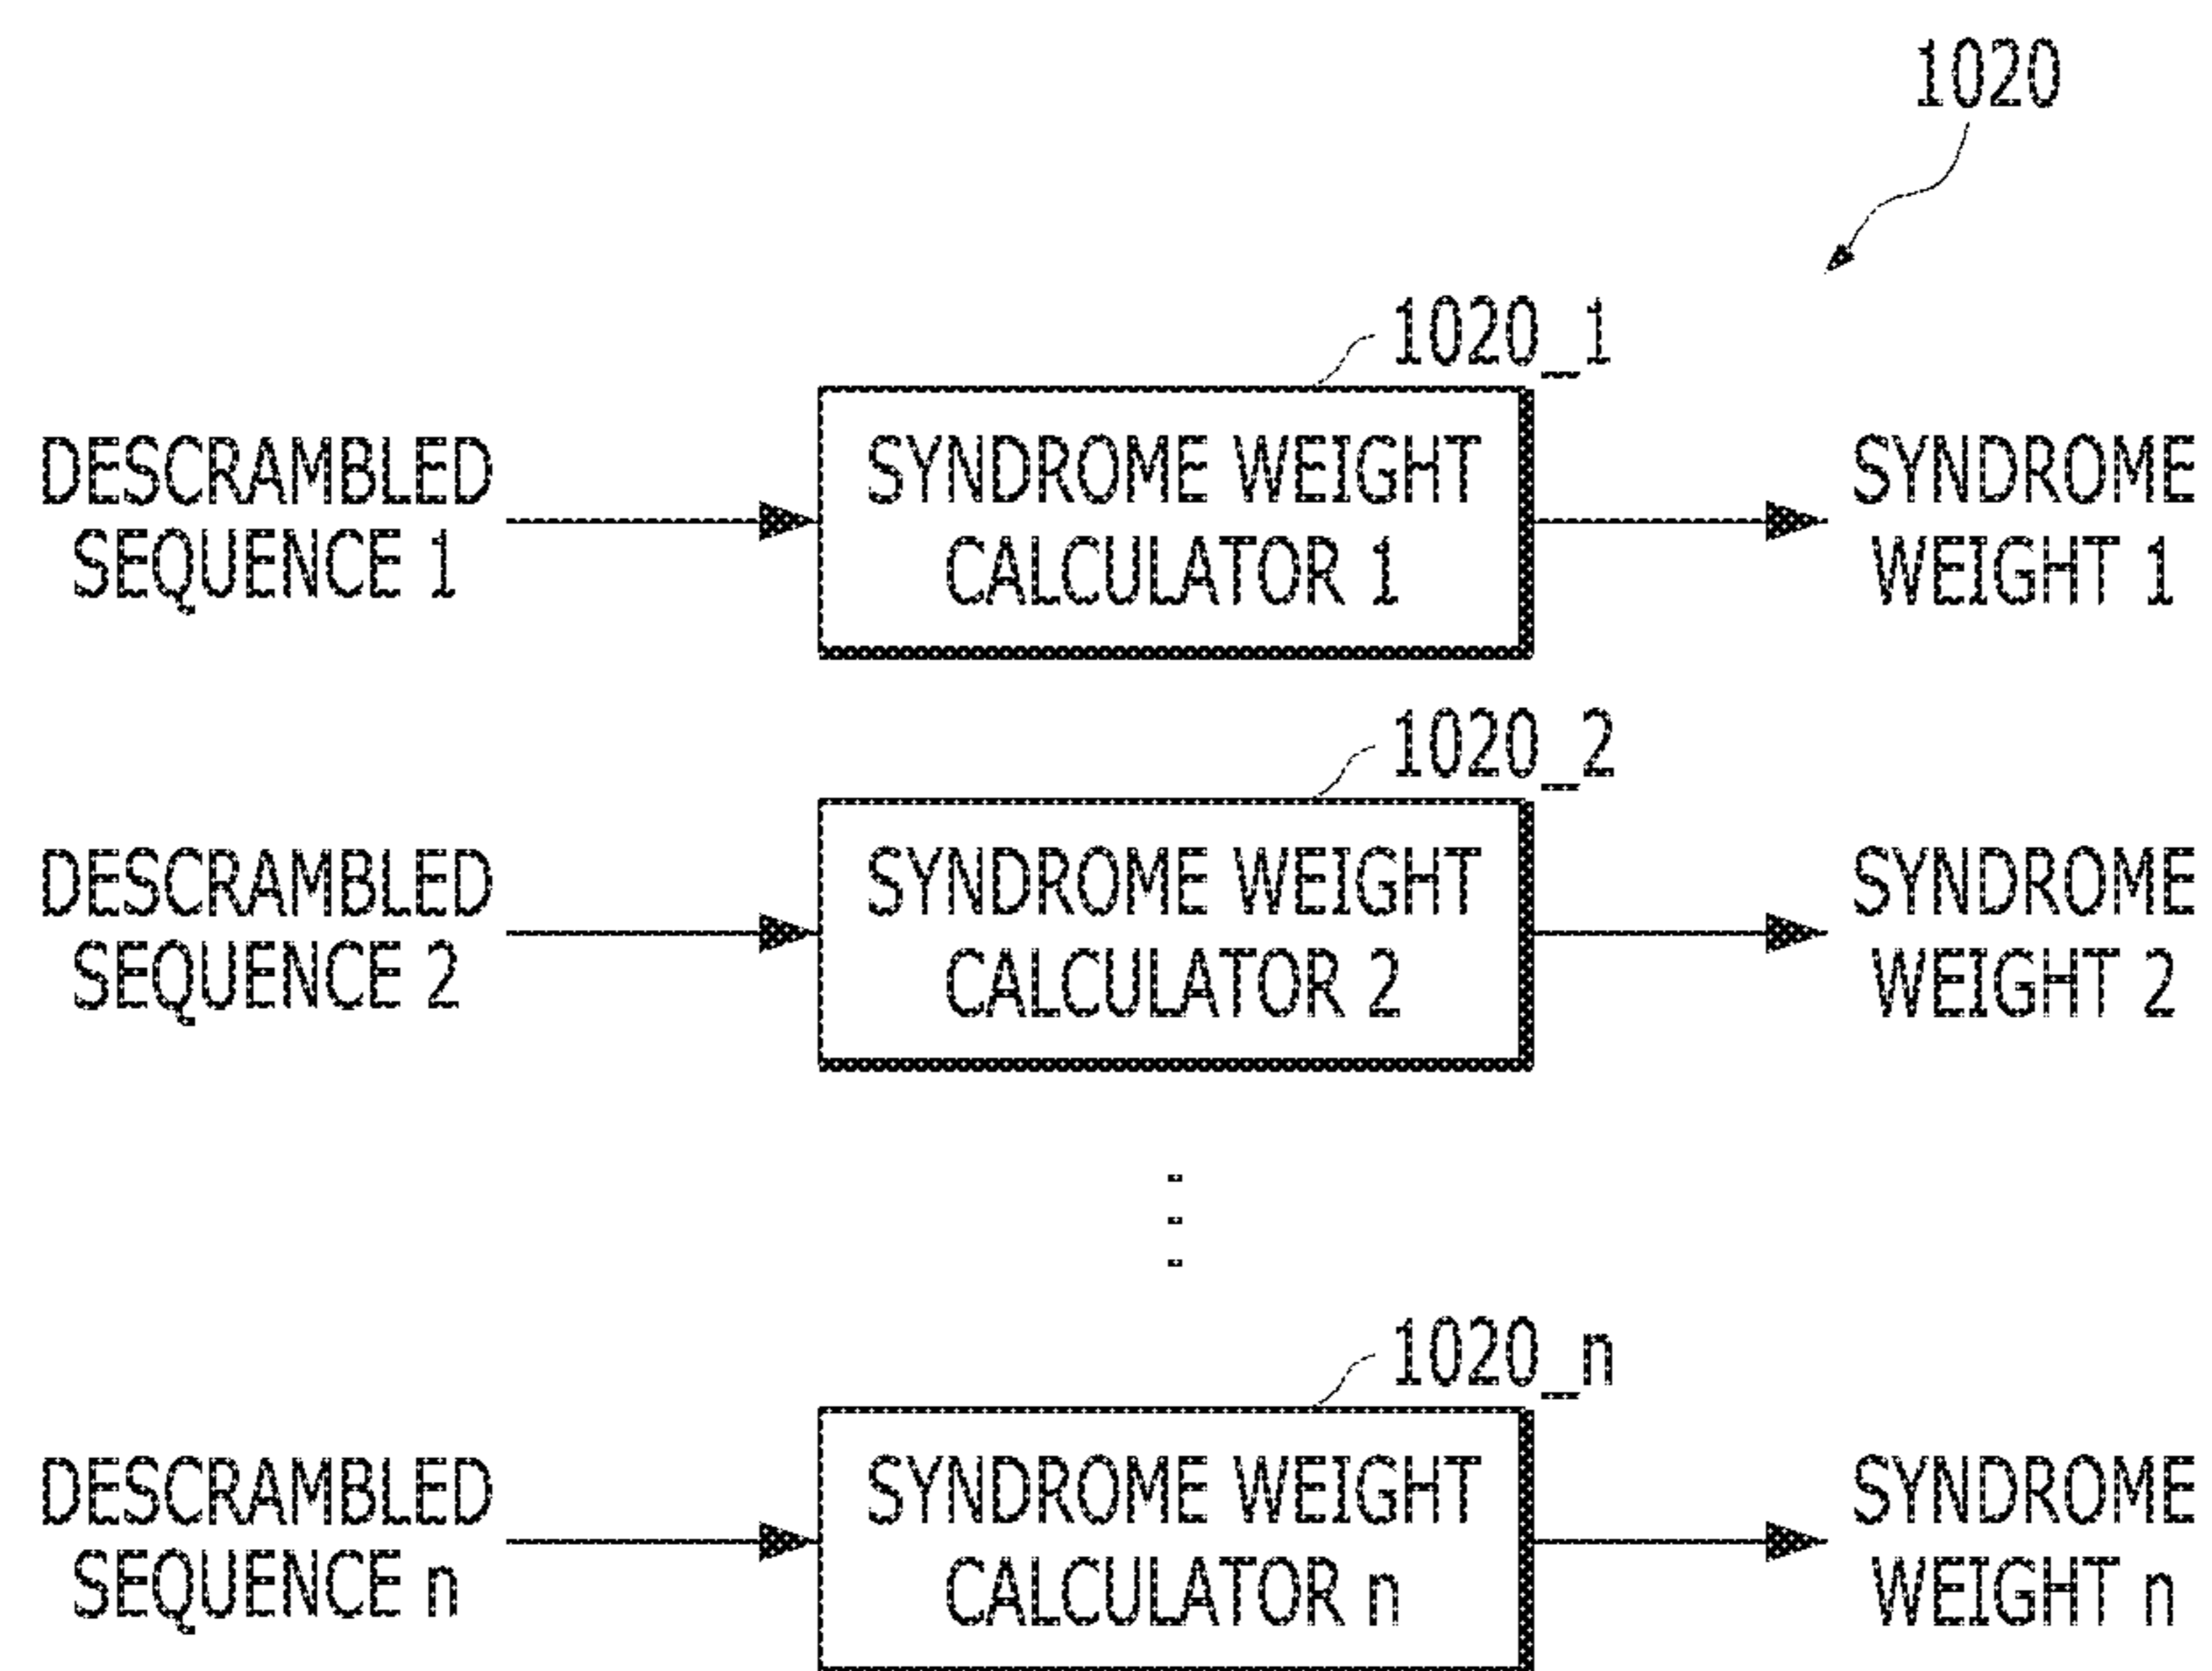 1020
1020_1
DESCRAMBLED
SEQUENCE 1
SYNDROME WEIGHT
CALCULATOR 1
SYNDROME
WEIGHT 1
1020_2
DESCRAMBLED
SEQUENCE 2
SYNDROME WEIGHT
CALCULATOR 2
SYNDROME
WEIGHT 2
1020_n
DESCRAMBLED
SEQUENCE n
SYNDROME WEIGHT
CALCULATOR n
SYNDROME
WEIGHT n